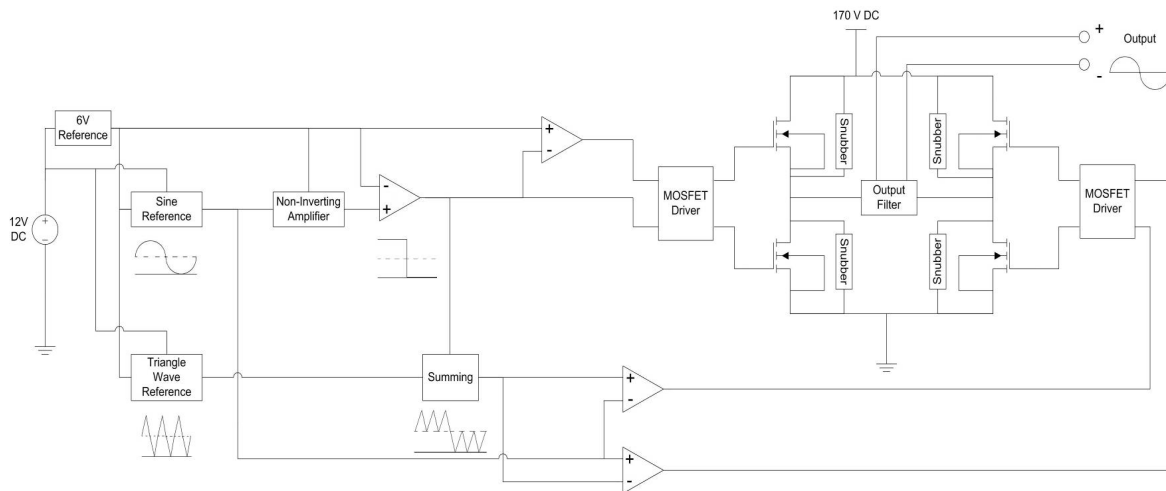 170 V DC
+
Output
-
6V
Reference
+
-
Snubber
Snubber
Sine
Reference
Non-Inverting
Amplifier
-
+
MOSFET
Driver
Output
Filter
MOSFET
Driver
12V
DC
+
-
Snubber
Snubber
Triangle
Wave
Reference
Summing
+
-
+
-